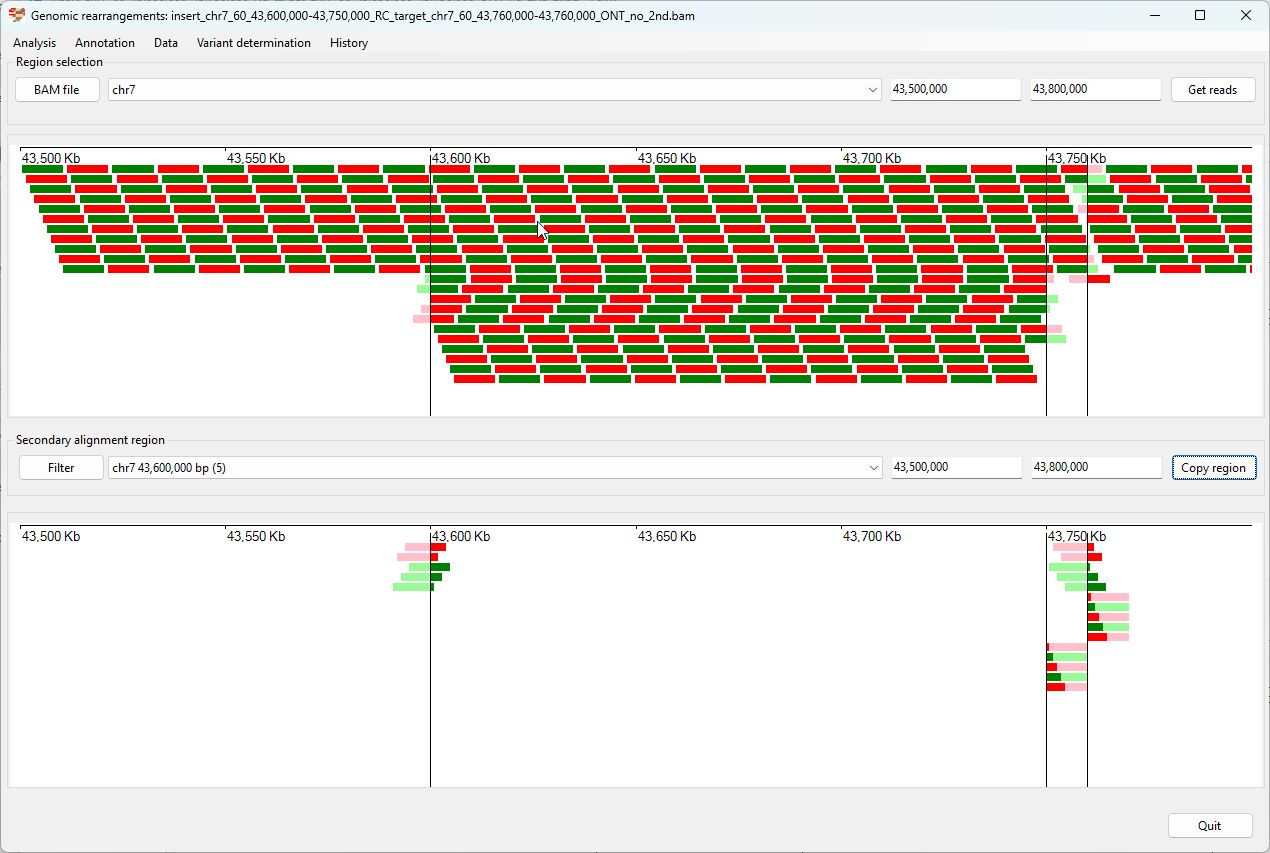 Genomic rearrangements: insert_chr7_60_43,600,000-43,750,000_RC_target_chr7_60_43,760,000-43,760,000_ONT_no_2nd.bam
Analysis Annotation Data Variant determination History
Region selection
BAM file chr7 43,500,000 43,800,000 Get reads
43,500 Kb 43,550 Kb 43,600 Kb 43,650 Kb 43,700 Kb 43,750 Kb
Secondary alignment region
Filter chr7 43,600,000 bp (5) 43,500,000 43,800,000 Copy region
43,500 Kb 43,550 Kb 43,600 Kb 43,650 Kb 43,700 Kb 43,750 Kb
Quit